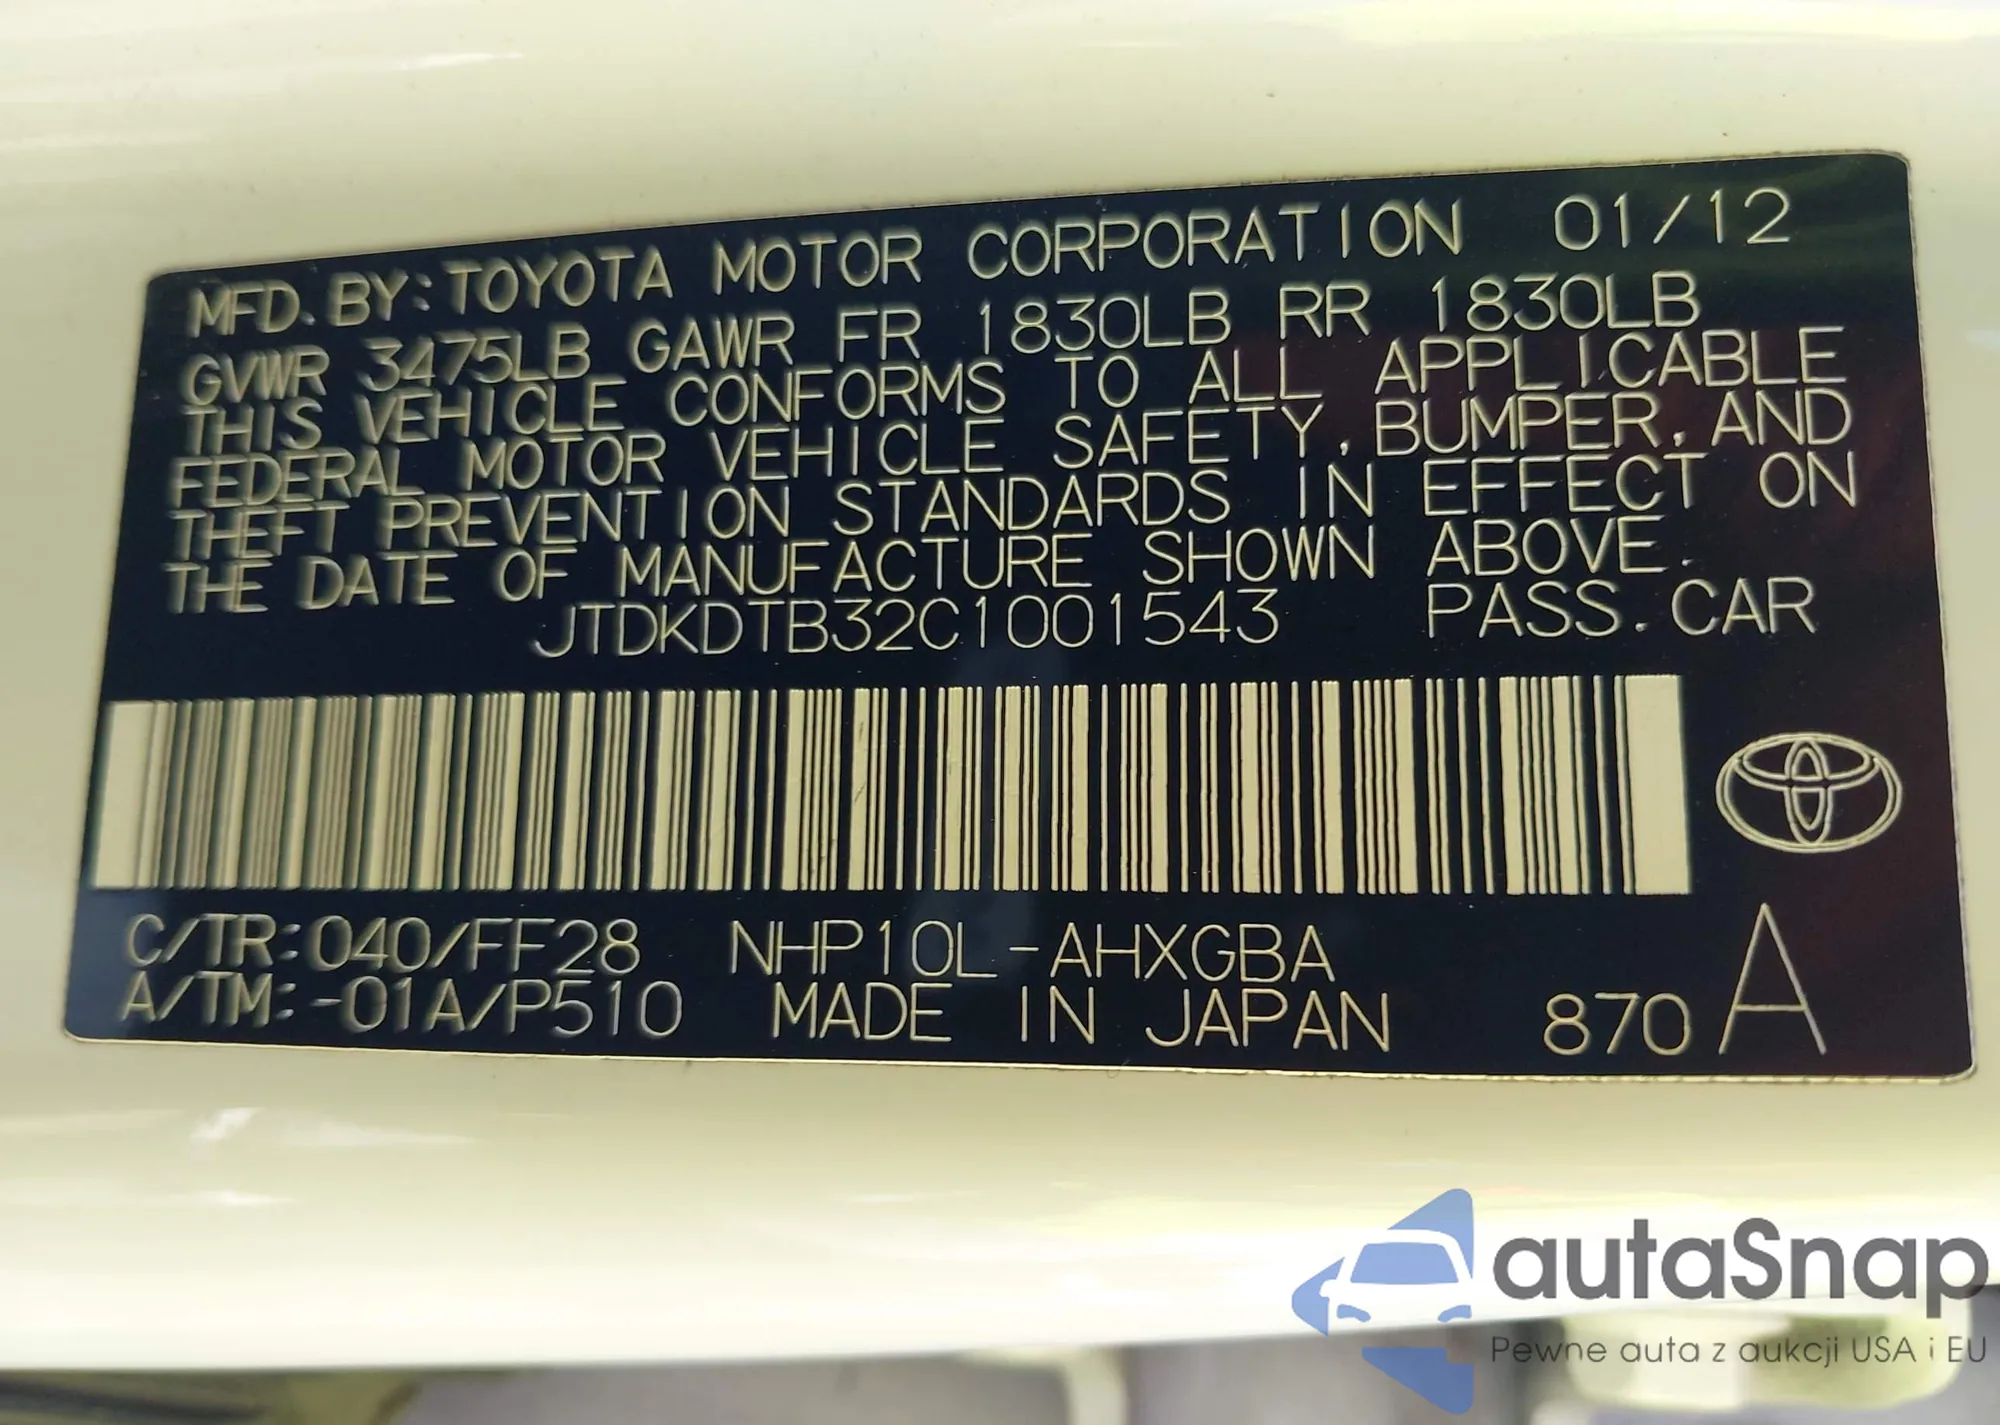 MFD. BY: TOYOTA MOTOR CORPORATION 01/12
GVWR 3475LB GAWR FR 1830LB RR 1830LB
THIS VEHICLE CONFORMS TO ALL APPLICABLE
FEDERAL MOTOR VEHICLE SAFETY, BUMPER, AND
THEFT PREVENTION STANDARDS IN EFFECT ON
THE DATE OF MANUFACTURE SHOWN ABOVE.
JTDKDTB32C1001543 PASS. CAR
C/TR: 040/FF28 NHP10L-AHXGBA
A/TM: -01A/P510 MADE IN JAPAN 870 A
autaSnap
Pewne auta z aukcji USA i EU